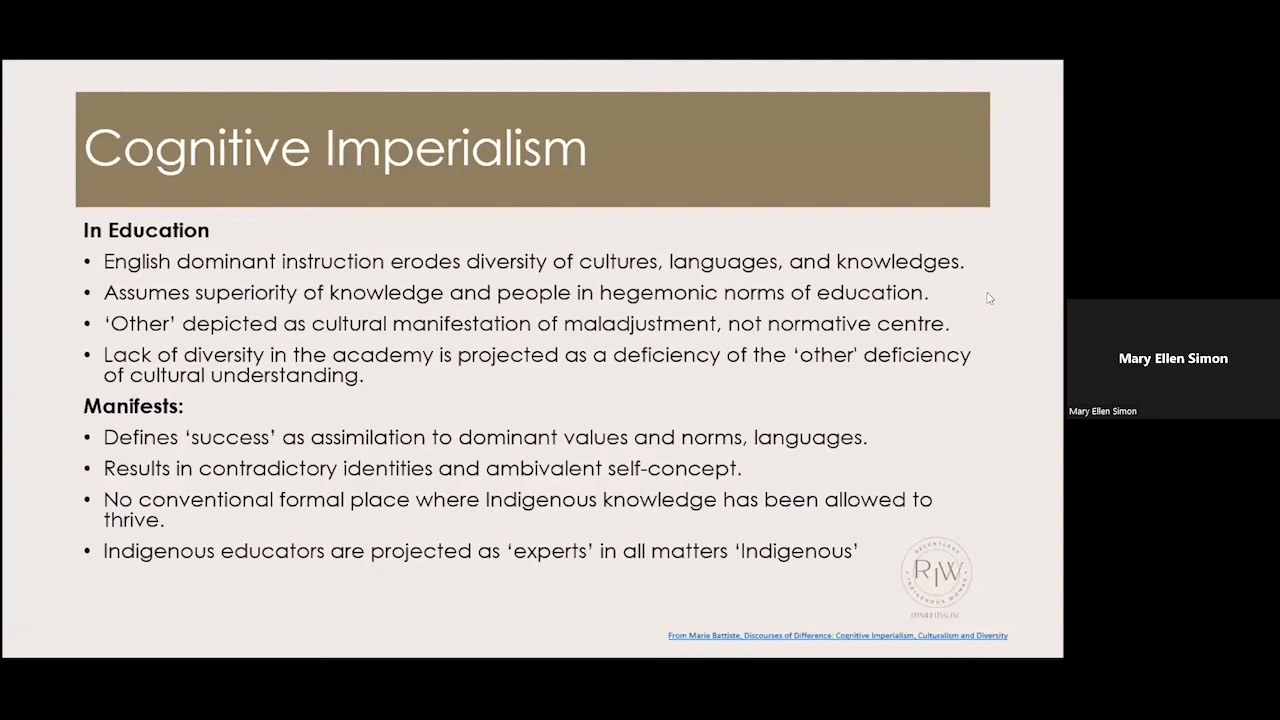 Cognitive Imperialism
In Education
• English dominant instruction erodes diversity of cultures, languages, and knowledges.
• Assumes superiority of knowledge and people in hegemonic norms of education.
• ‘Other’ depicted as cultural manifestation of maladjustment, not normative centre.
• Lack of diversity in the academy is projected as a deficiency of the ‘other' deficiency
of cultural understanding.
Manifests:
• Defines ‘success’ as assimilation to dominant values and norms, languages.
• Results in contradictory identities and ambivalent self-concept.
• No conventional formal place where Indigenous knowledge has been allowed to
thrive.
• Indigenous educators are projected as ‘experts’ in all matters ‘Indigenous’
RELENTLESS
RIW
INDIGENOUS WOMAN
CONSULTING INC
From Marie Battiste, Discourses of Difference: Cognitive Imperialism, Culturalism and Diversity
Mary Ellen Simon
Mary Ellen Simon